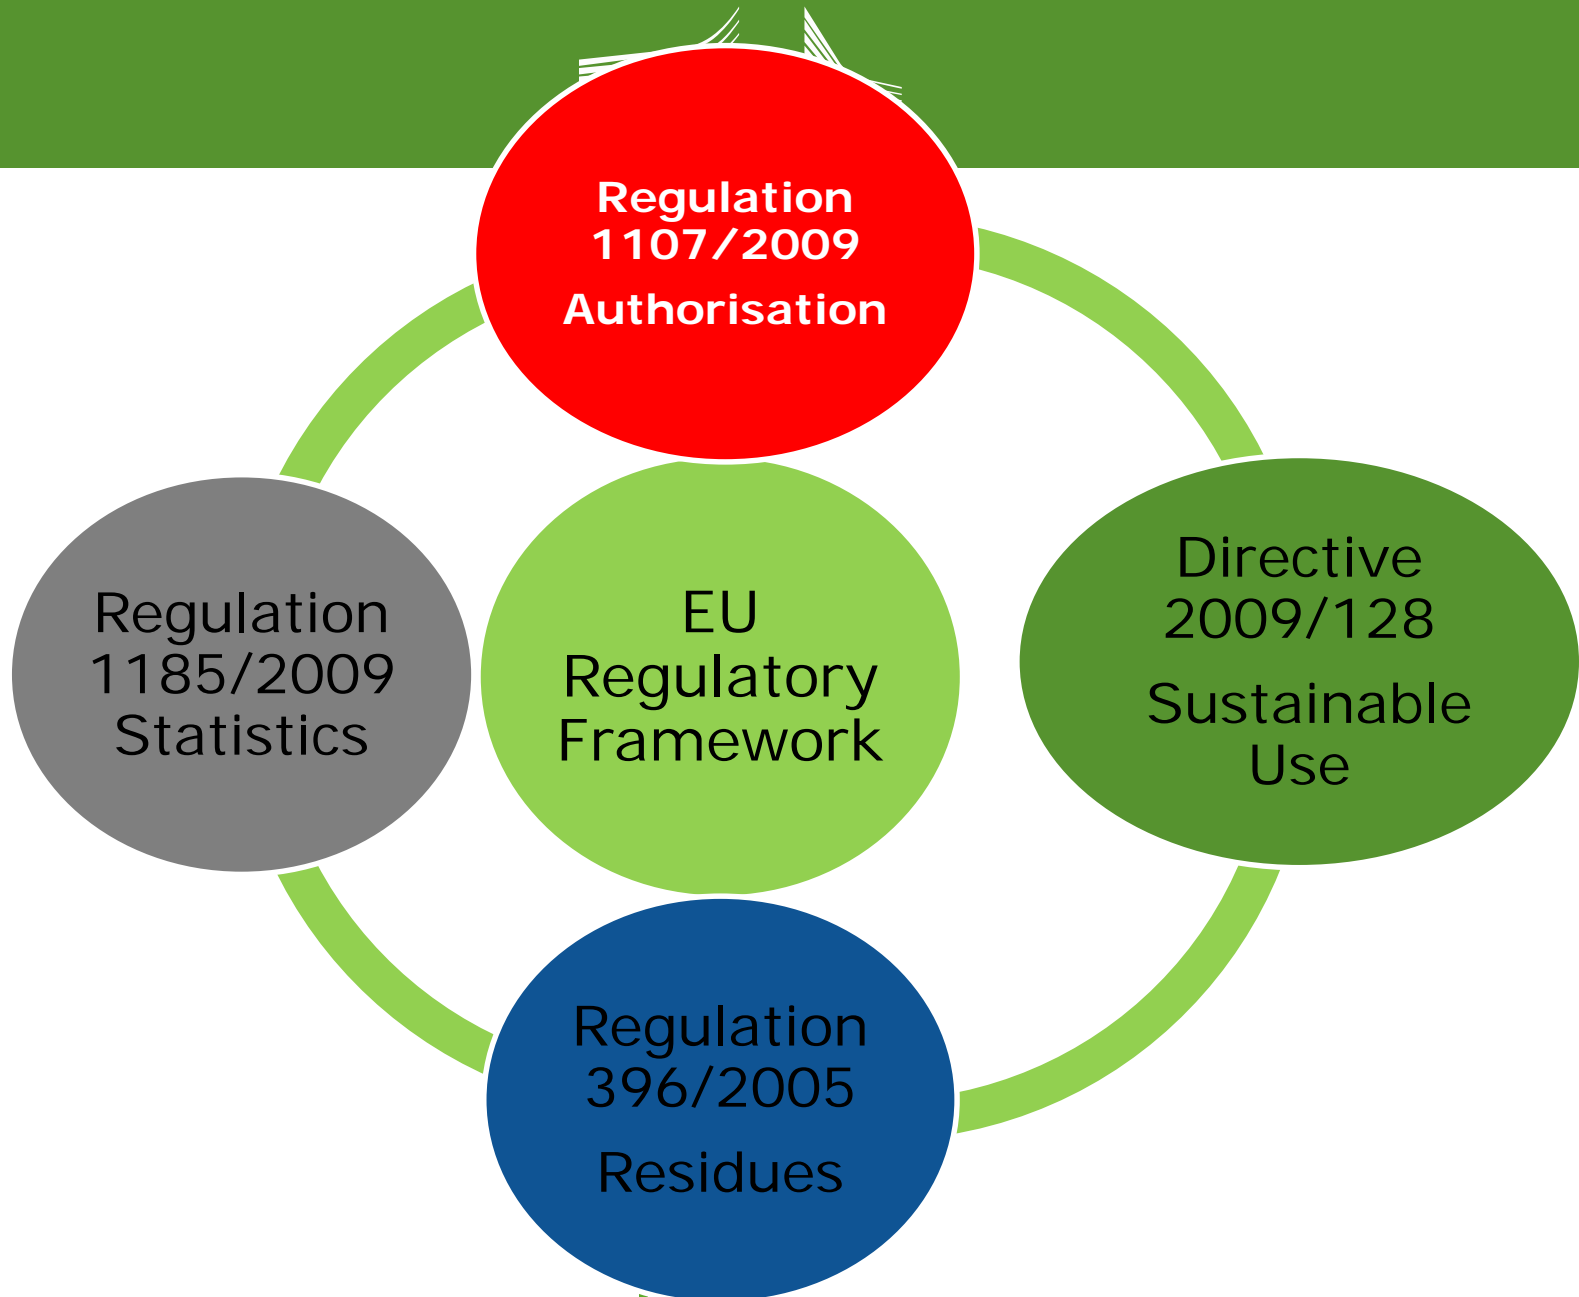 Regulation
1107/2009
Authorisation
Directive
2009/128
Sustainable
Use
Regulation
1185/2009
Statistics
EU
Regulatory
Framework
Regulation
396/2005
Residues